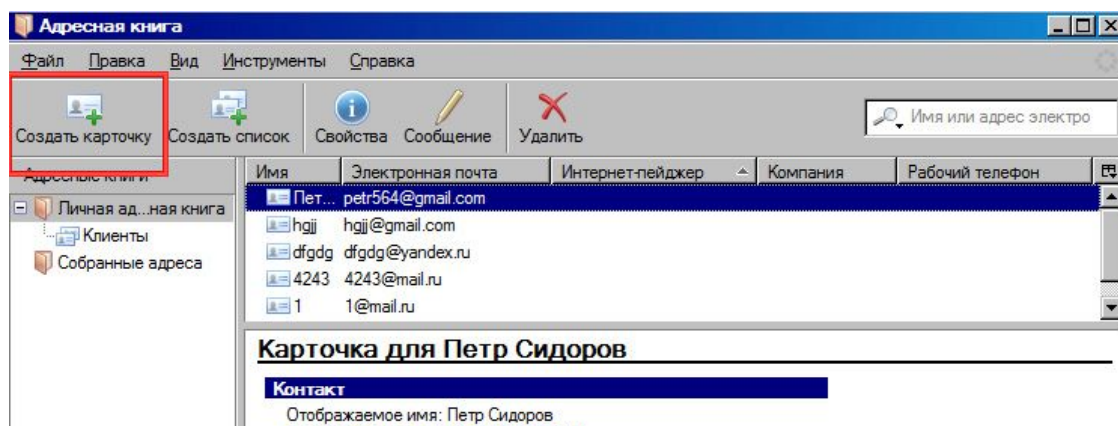 Адресная книга
Файл Правка Вид Инструменты Справка
Создать карточку Создать список Свойства Сообщение Удалить Имя или адрес электро
Адресные книги Имя Электронная почта Интернет-пейджер Компания Рабочий телефон
Пет... petr564@gmail.com
Личная ад...ная книга
hgjj hgjj@gmail.com
Клиенты
dfgdg dfgdg@yandex.ru
Собранные адреса
4243 4243@mail.ru
1 1@mail.ru
Карточка для Петр Сидоров
Контакт
Отображаемое имя: Петр Сидоров